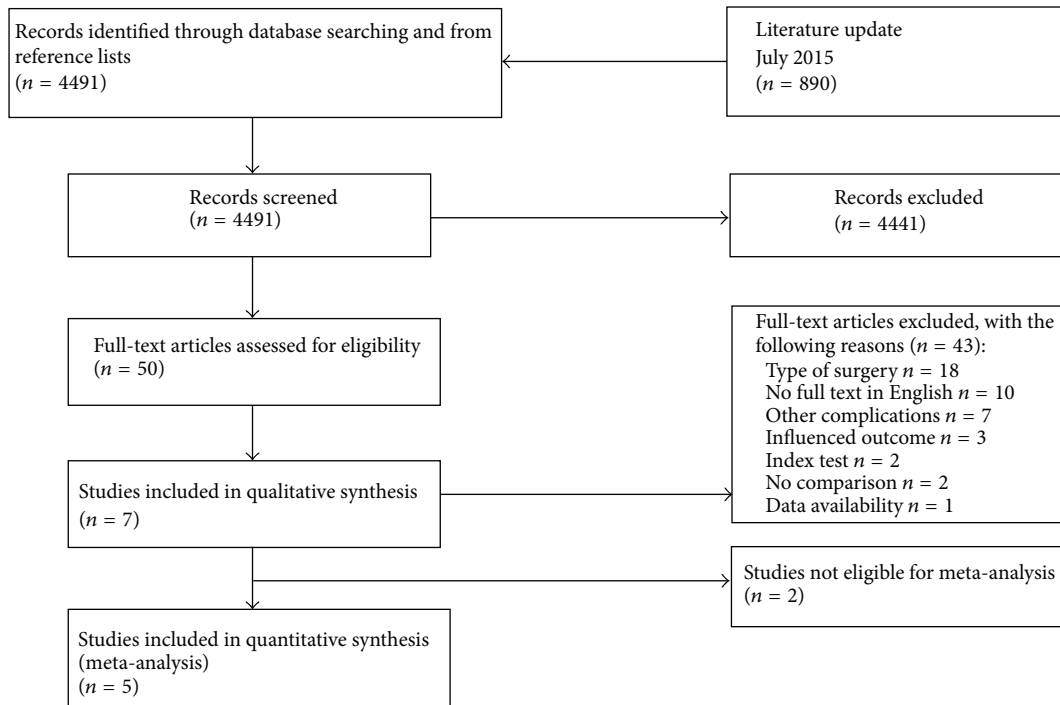 Records identified through database searching and from
reference lists
(n = 4491)
Literature update
July 2015
(n = 890)
Records screened
(n = 4491)
Records excluded
(n = 4441)
Full-text articles assessed for eligibility
(n = 50)
Full-text articles excluded, with the
following reasons (n = 43):
Type of surgery n = 18
No full text in English n = 10
Other complications n = 7
Influenced outcome n = 3
Index test n = 2
No comparison n = 2
Data availability n = 1
Studies included in qualitative synthesis
(n = 7)
Studies not eligible for meta-analysis
(n = 2)
Studies included in quantitative synthesis
(meta-analysis)
(n = 5)